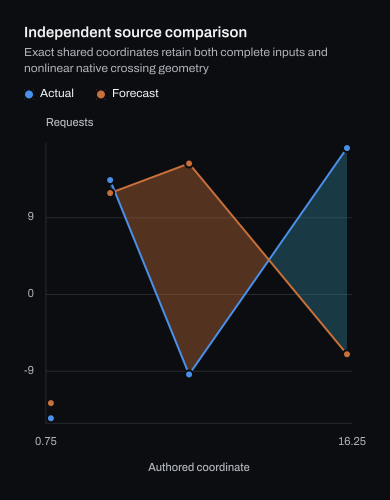 Independent source comparison
Exact shared coordinates retain both complete inputs and
nonlinear native crossing geometry
Actual Forecast
Requests
9
0
-9
0.75 16.25
Authored coordinate